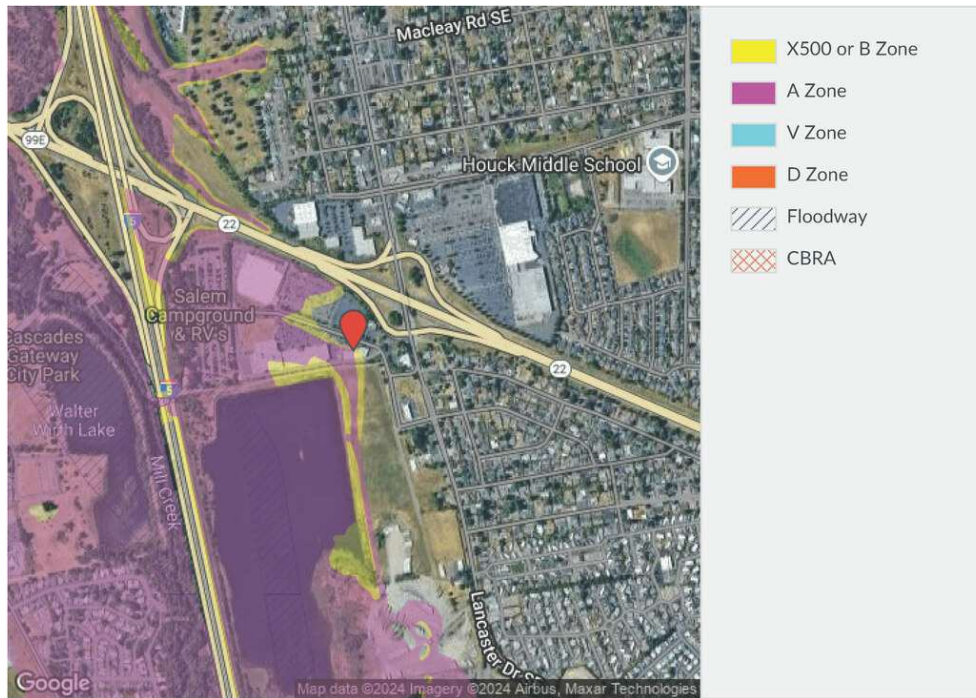 Macleay Rd SE
99E
Houck Middle School
5
22
Salem
Campground
& RV's
Cascades
Gateway
City Park
22
5
Walter
Wirth Lake
Mill Creek
Lancaster Dr S
Google
Map data ©2024 Imagery ©2024 Airbus, Maxar Technologies
X500 or B Zone
A Zone
V Zone
D Zone
Floodway
CBRA